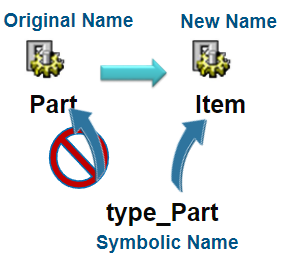 Original Name
New Name
Part
Item
type_Part
Symbolic Name